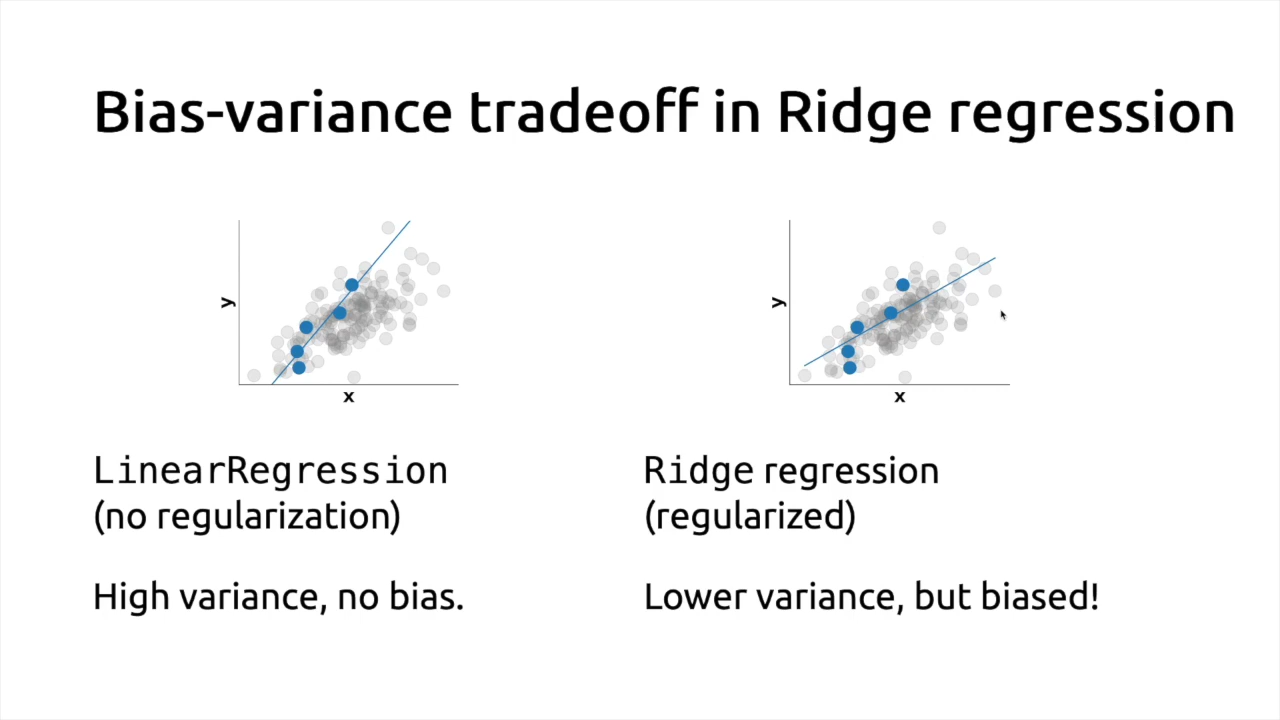 Bias-variance tradeoff in Ridge regression
y
x
y
x
LinearRegression
(no regularization)
High variance, no bias.
Ridge regression
(regularized)
Lower variance, but biased!